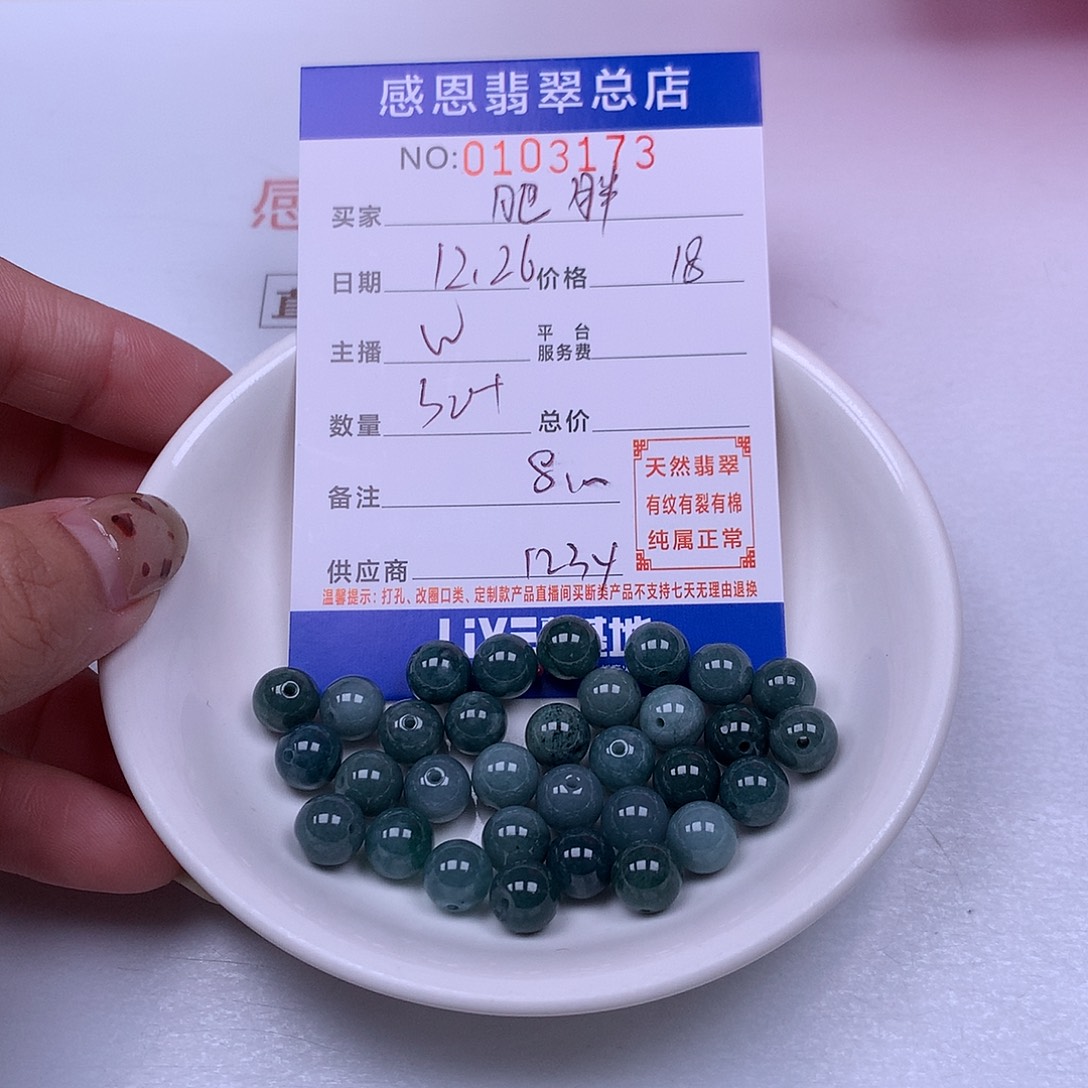 感恩翡翠总店
NO:0103173
买家 肥胖
日期 12.26 价格 18
主播 W 平台服务费
数量 总价
备注 8m
供应商 1234
天然翡翠
有纹有裂有棉
纯属正常
温馨提示：打孔、改圈口类、定制款产品直播间买断类产品不支持七天无理由退换
基地
感
直